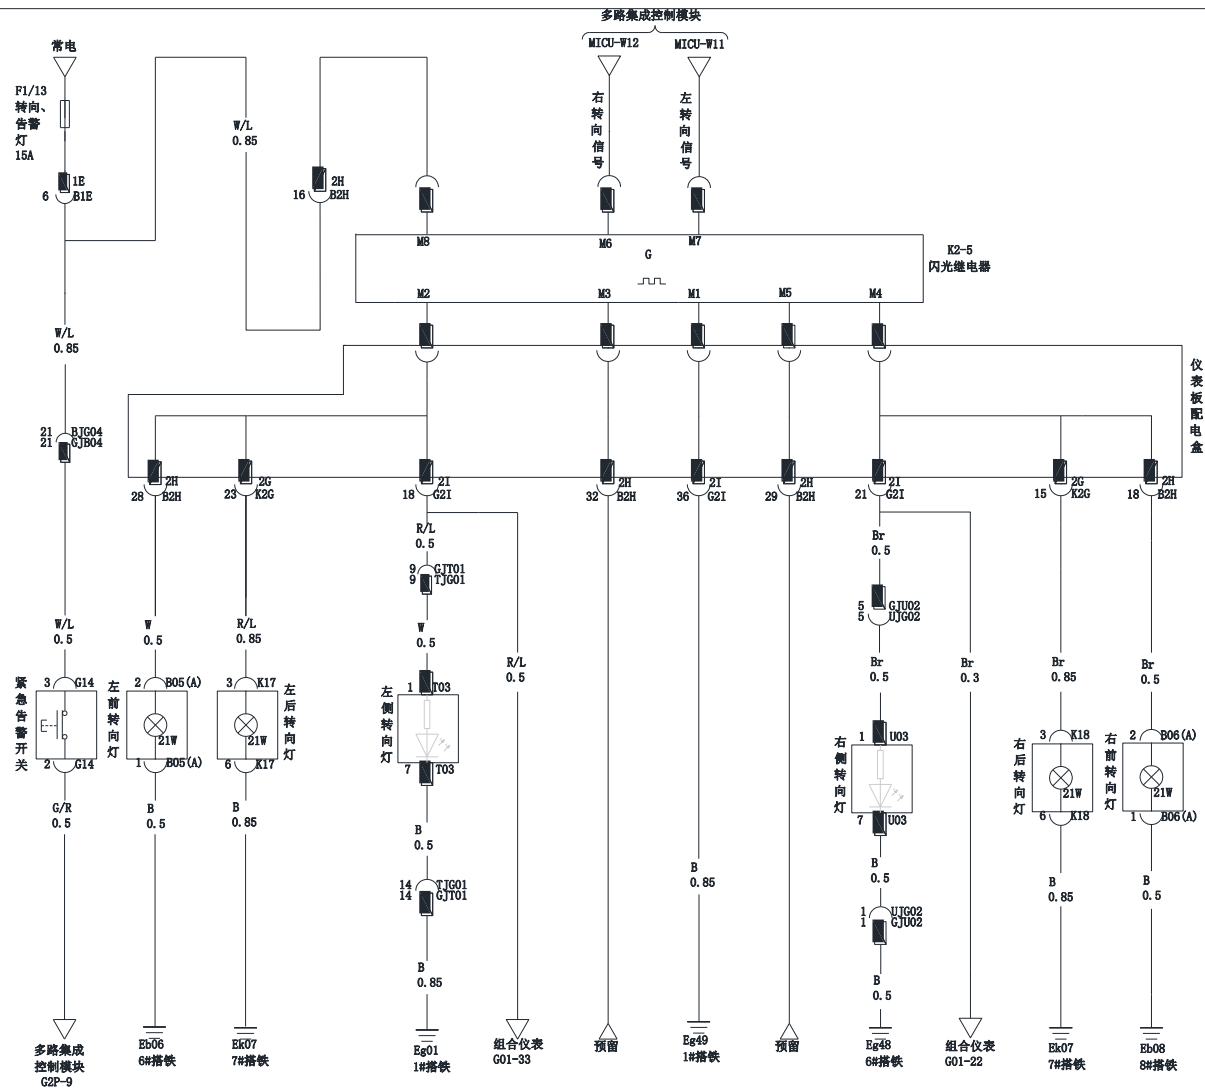 多路集成控制模块
MICU-W12
MICU-W11
常电
F1/13
转向、
告警
灯
15A
1E
6
B1E
W/L
0.85
2H
16
B2H
右转向信号
左转向信号
M8
M6
M7
G
K2-5
闪光继电器
M2
M3
M1
M5
M4
W/L
0.85
仪表板配电盒
21
BJG04
21
GJB04
2H
28
B2H
2G
23
K2G
2I
18
G2I
2H
32
B2H
2I
36
G2I
2H
29
B2H
2I
21
G2I
2G
15
K2G
2H
18
B2H
R/L
0.5
Br
0.5
9
GJT01
9
TJG01
5
GJU02
5
UJG02
W/L
0.5
W
0.5
R/L
0.85
W
0.5
R/L
0.5
Br
0.5
Br
0.3
Br
0.85
Br
0.5
紧急告警开关
3
G14
2
G14
左前转向灯
2
B05(A)
21W
1
B05(A)
3
K17
21W
6
K17
左后转向灯
左侧转向灯
1
T03
7
T03
右侧转向灯
1
U03
7
U03
右后转向灯
3
K18
21W
6
K18
右前转向灯
2
B06(A)
21W
1
B06(A)
G/R
0.5
B
0.5
B
0.85
B
0.5
B
0.85
B
0.5
B
0.85
B
0.5
14
TJG01
14
GJT01
1
UJG02
1
GJU02
B
0.85
B
0.5
多路集成
控制模块
G2P-9
Eb06
6#搭铁
Ek07
7#搭铁
Eg01
1#搭铁
组合仪表
G01-33
预留
Eg49
1#搭铁
预留
Eg48
6#搭铁
组合仪表
G01-22
Ek07
7#搭铁
Eb08
8#搭铁